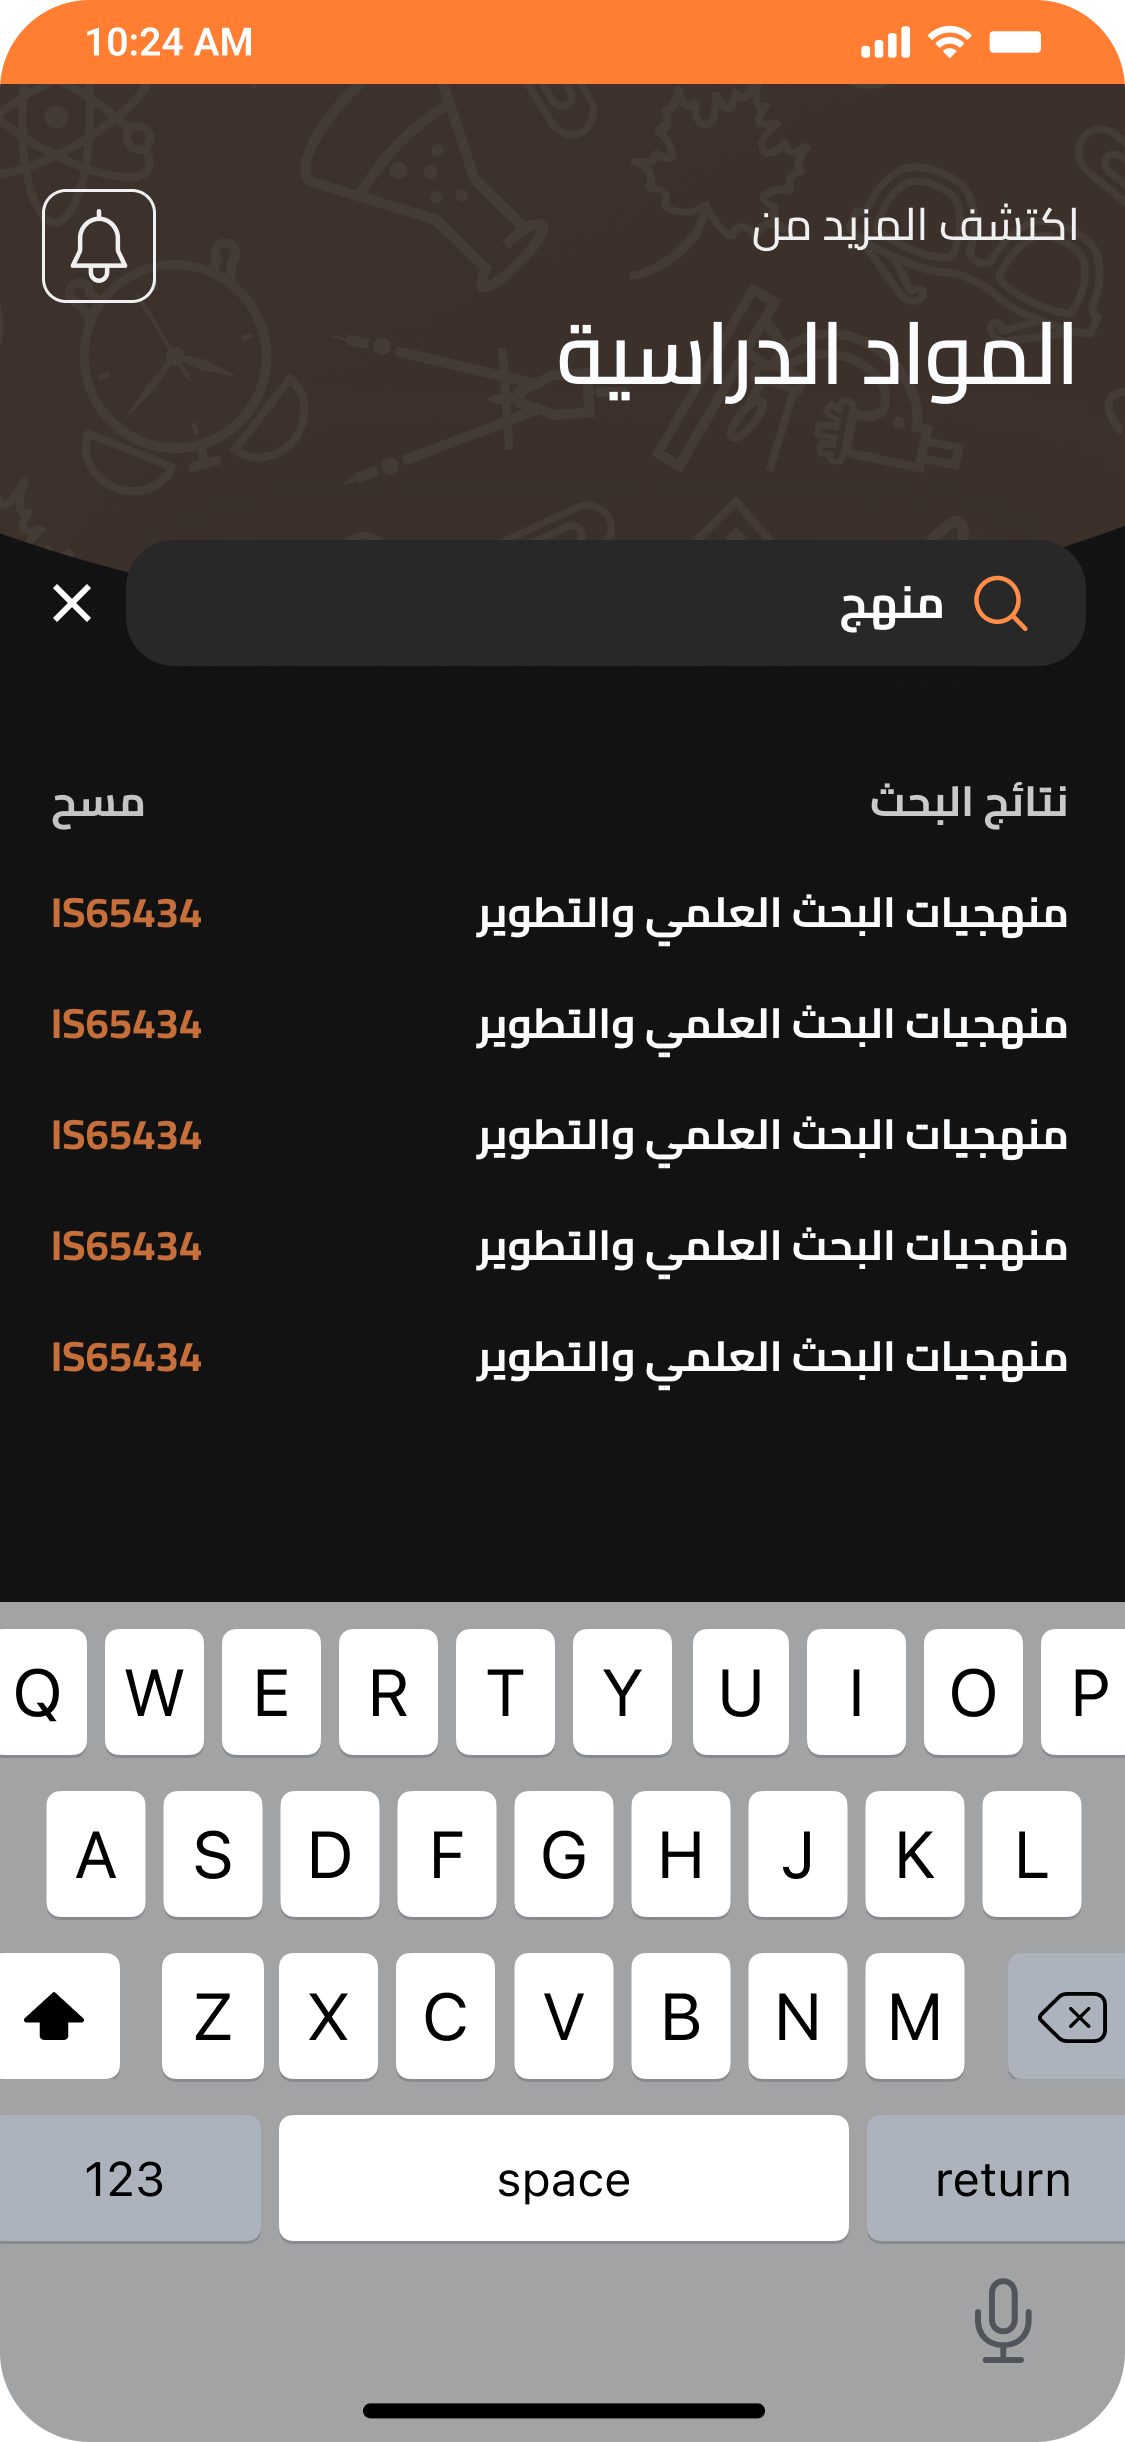 10:24 AM
اكتشف المزيد من
المواد الدراسية
منهج
نتائج البحث مسح
منهجيات البحث العلمي والتطوير IS65434
منهجيات البحث العلمي والتطوير IS65434
منهجيات البحث العلمي والتطوير IS65434
منهجيات البحث العلمي والتطوير IS65434
منهجيات البحث العلمي والتطوير IS65434
Q W E R T Y U I O P
A S D F G H J K L
Z X C V B N M
123 space return